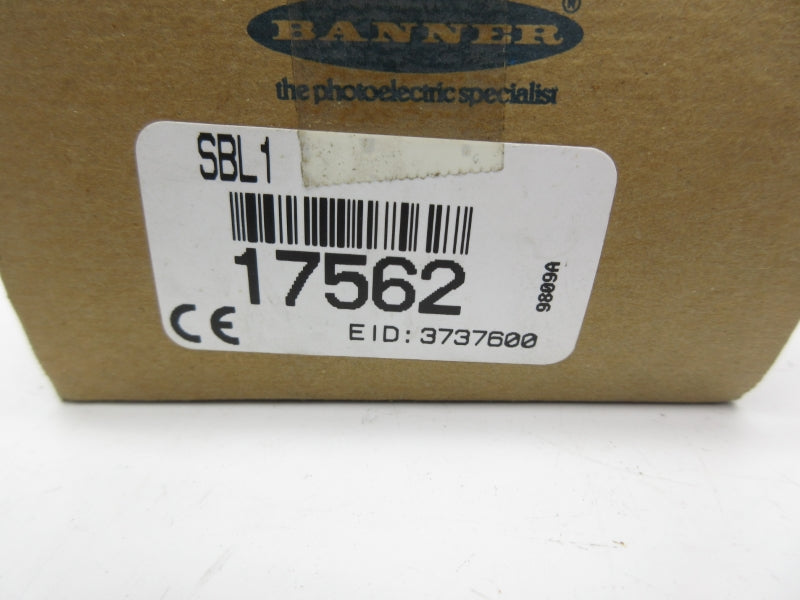 BANNER®
the photoelectric specialist
SBL1
17562
9809A
CE
EID: 3737600